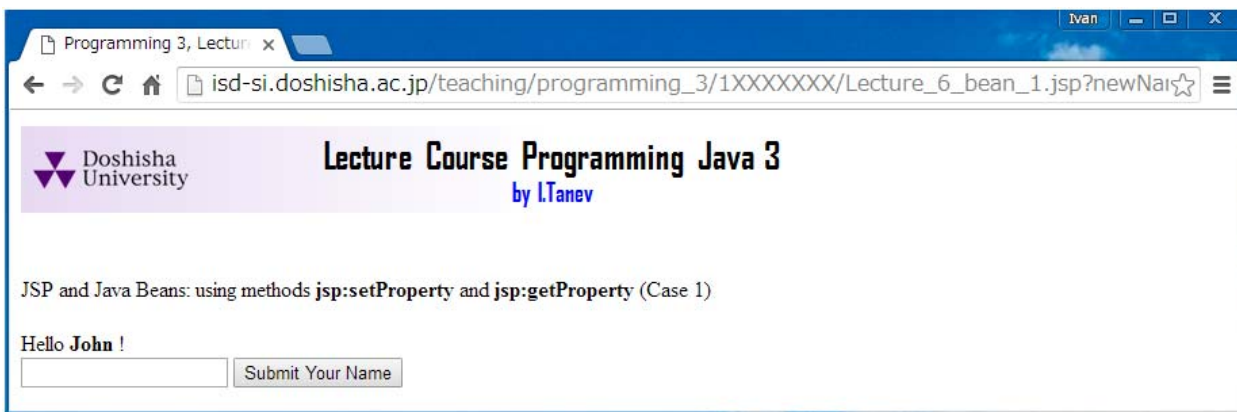 Ivan
Programming 3, Lectur
isd-si.doshisha.ac.jp/teaching/programming_3/1XXXXXXX/Lecture_6_bean_1.jsp?newNar
Doshisha
University
Lecture Course Programming Java 3
by I.Tanev
JSP and Java Beans: using methods jsp:setProperty and jsp:getProperty (Case 1)
Hello John !
Submit Your Name